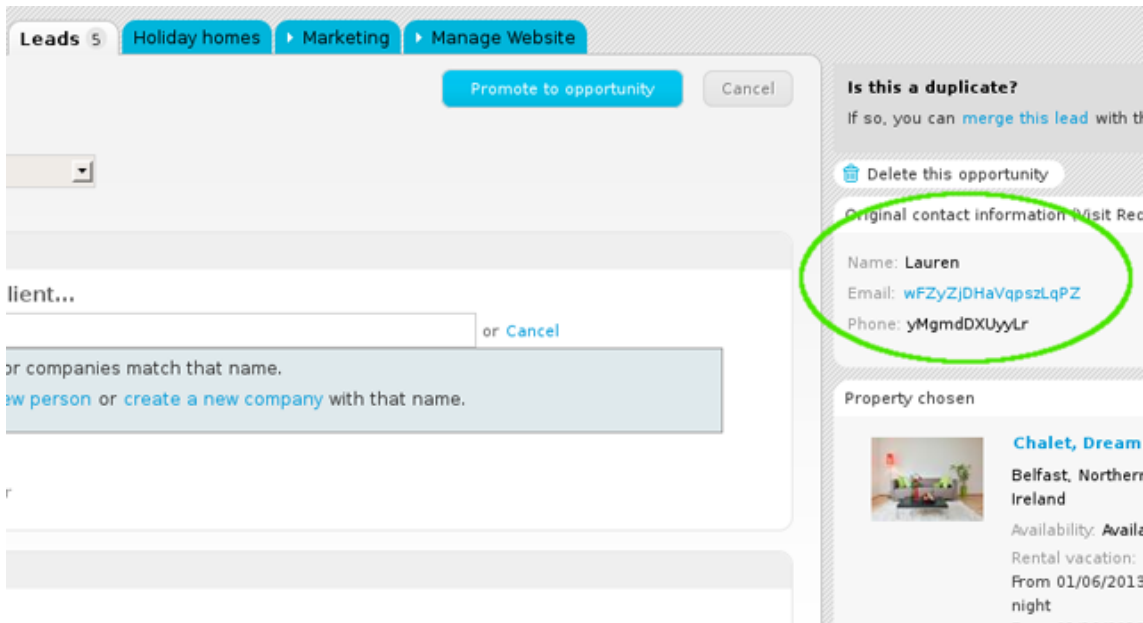 Leads 5 Holiday homes Marketing Manage Website
Promote to opportunity Cancel
lient...
or Cancel
or companies match that name.
ew person or create a new company with that name.
r
Is this a duplicate?
If so, you can merge this lead with th
Delete this opportunity
Original contact information (Visit Req
Name: Lauren
Email: wFZyZjDHaVqpszLqPZ
Phone: yMgmdDXUyyLr
Property chosen
Chalet, Dream
Belfast, Northern
Ireland
Availability: Availa
Rental vacation:
From 01/06/2013
night